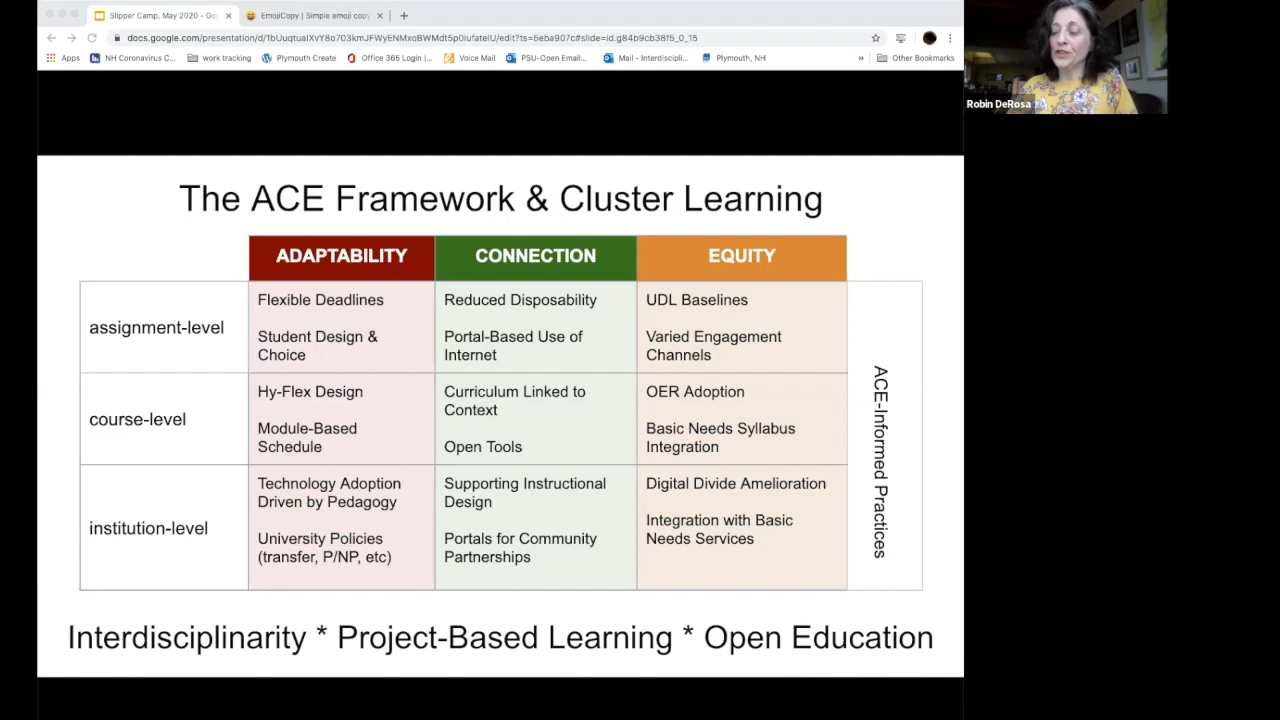 Slipper Camp, May 2020 - Go
EmojiCopy | Simple emoji copy
docs.google.com/presentation/d/1bUuqtuaIXvY8o703kmJFWyENMxoBWMdt5p0iufateIU/edit?ts=5eba907c#slide=id.g84b9cb38f5_0_15
Apps NH Coronavirus C... work tracking Plymouth Create Office 365 Login |... Voice Mail PSU-Open Email... Mail - Interdiscipli... Plymouth, NH » Other Bookmarks
Robin DeRosa
The ACE Framework & Cluster Learning
ADAPTABILITY CONNECTION EQUITY
assignment-level
Flexible Deadlines
Student Design &
Choice
Reduced Disposability
Portal-Based Use of
Internet
UDL Baselines
Varied Engagement
Channels
course-level
Hy-Flex Design
Module-Based
Schedule
Curriculum Linked to
Context
Open Tools
OER Adoption
Basic Needs Syllabus
Integration
institution-level
Technology Adoption
Driven by Pedagogy
University Policies
(transfer, P/NP, etc)
Supporting Instructional
Design
Portals for Community
Partnerships
Digital Divide Amelioration
Integration with Basic
Needs Services
ACE-Informed Practices
Interdisciplinarity * Project-Based Learning * Open Education